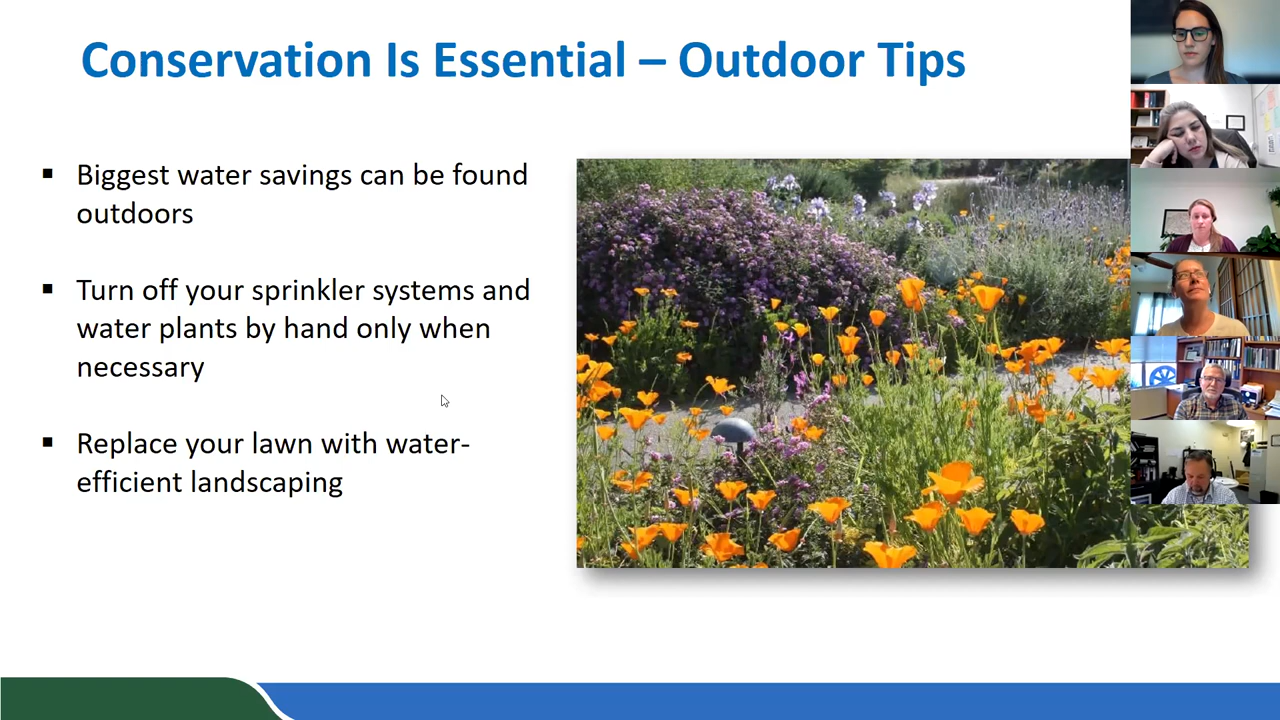 Conservation Is Essential – Outdoor Tips
▪ Biggest water savings can be found
outdoors
▪ Turn off your sprinkler systems and
water plants by hand only when
necessary
▪ Replace your lawn with water-
efficient landscaping